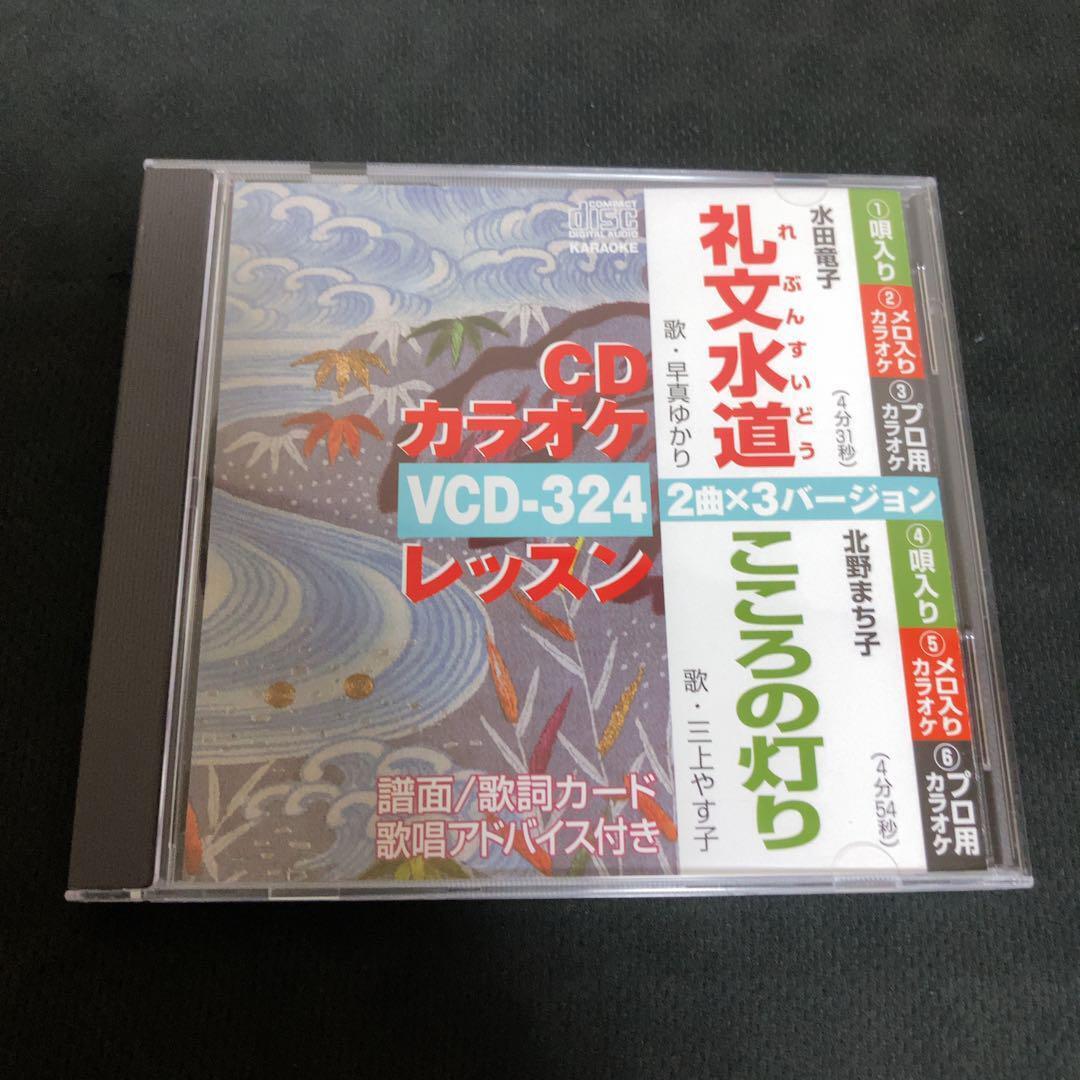 COMPACT
disc
DIGITAL AUDIO
KARAOKE
CD
カラオケ
VCD-324
レッスン
譜面/歌詞カード
歌唱アドバイス付き
①唄入り
②メロ入り
カラオケ
③プロ用
カラオケ
水田竜子
礼文水道
れぶんすいどう
(4分31秒)
歌・早真ゆかり
2曲×3バージョン
④唄入り
⑤メロ入り
カラオケ
⑥プロ用
カラオケ
北野まち子
こころの灯り
(4分54秒)
歌・三上やす子